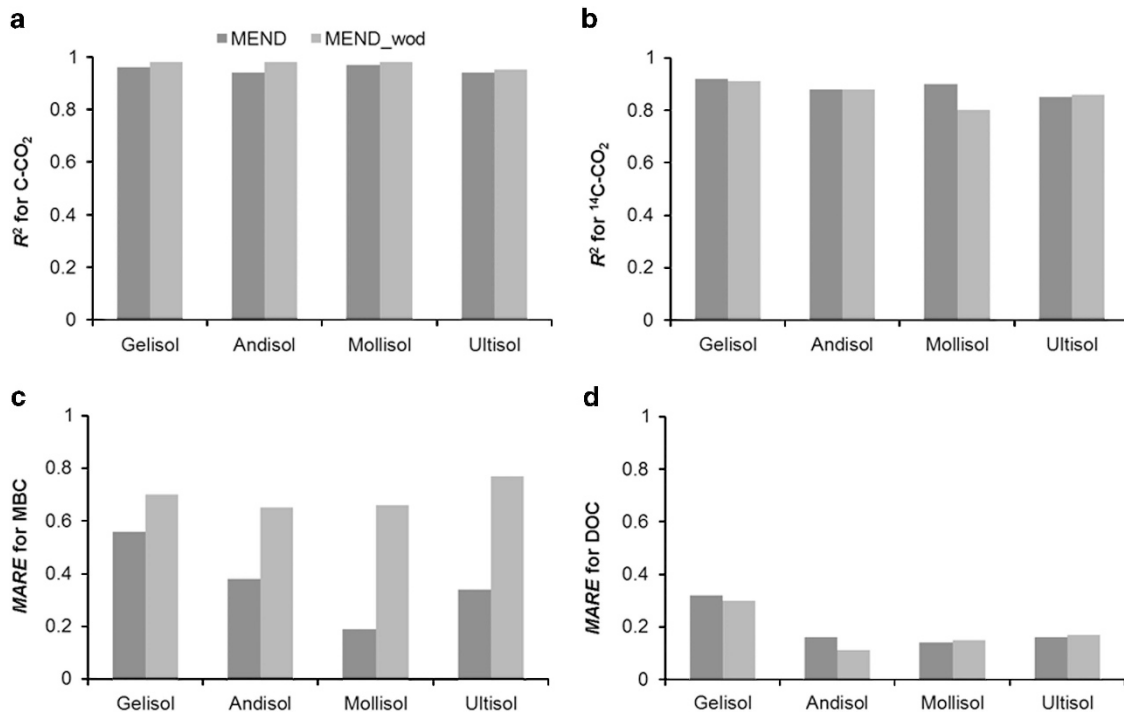 a
MEND MEND_wod
R² for C-CO₂
1
0.8
0.6
0.4
0.2
0
Gelisol Andisol Mollisol Ultisol
b
R² for ¹⁴C-CO₂
1
0.8
0.6
0.4
0.2
0
Gelisol Andisol Mollisol Ultisol
c
MARE for MBC
1
0.8
0.6
0.4
0.2
0
Gelisol Andisol Mollisol Ultisol
d
MARE for DOC
1
0.8
0.6
0.4
0.2
0
Gelisol Andisol Mollisol Ultisol